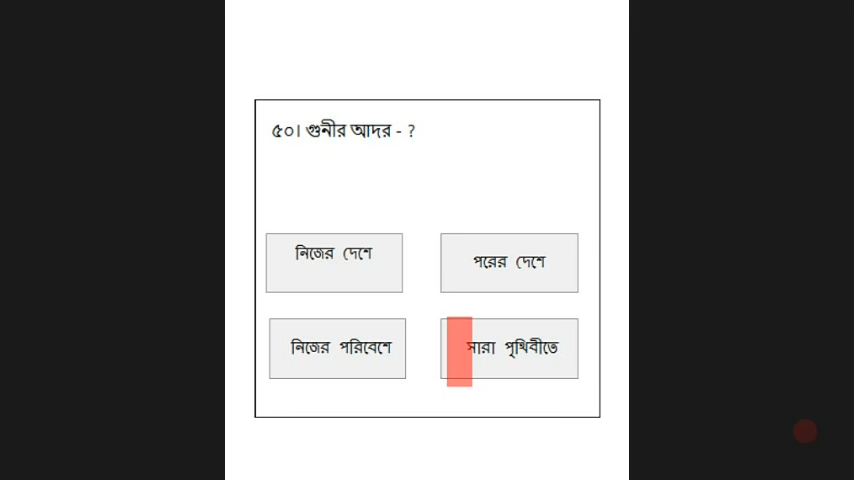 ৫০। গুনীর আদর - ?
নিজের দেশে
পরের দেশে
নিজের পরিবেশে
সারা পৃথিবীতে